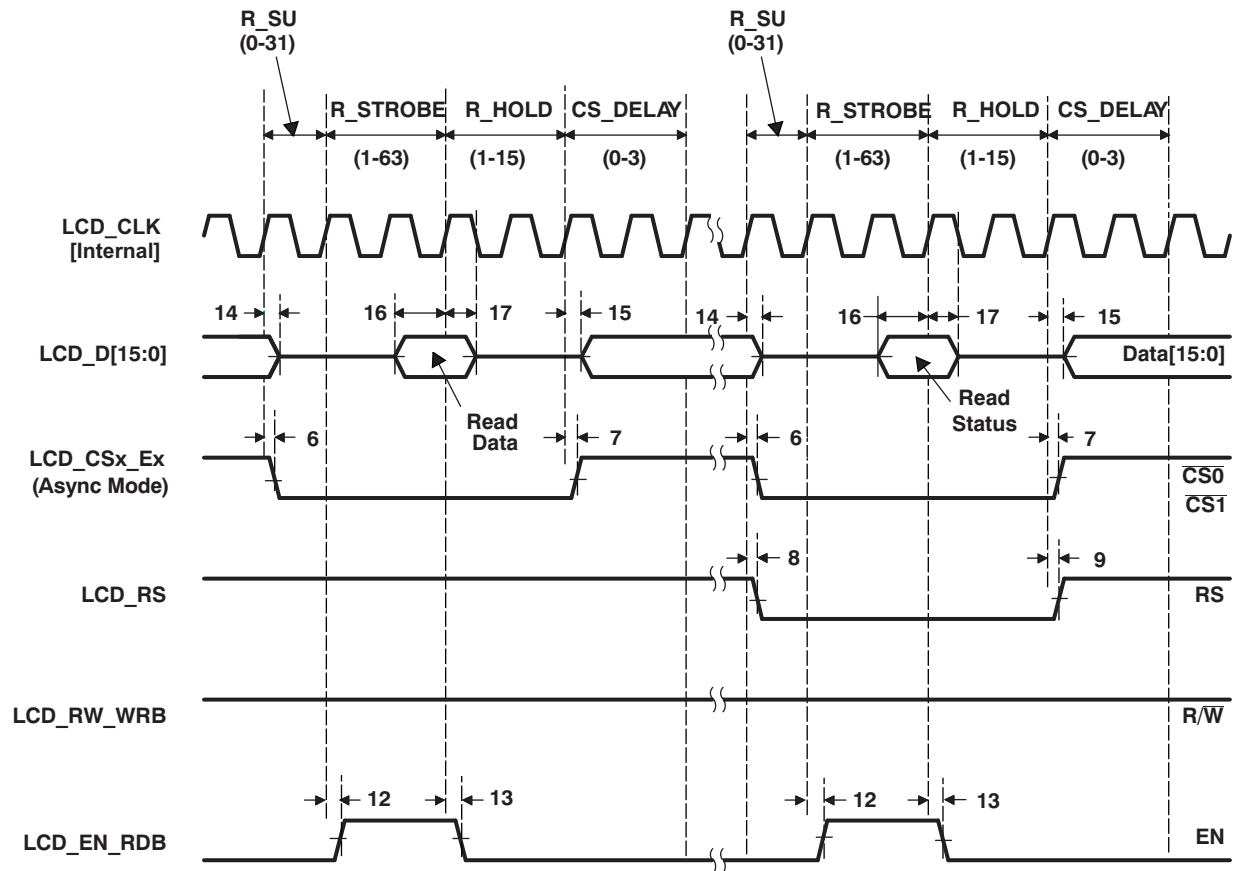 R_SU
(0-31)
R_SU
(0-31)
R_STROBE R_HOLD CS_DELAY
R_STROBE R_HOLD CS_DELAY
(1-63) (1-15) (0-3)
(1-63) (1-15) (0-3)
LCD_CLK
[Internal]
14 16 17 15
14 16 17 15
LCD_D[15:0]
Data[15:0]
Read
Data
Read
Status
6 7 6 7
LCD_CSx_Ex
(Async Mode)
CS0
CS1
8 9
LCD_RS
RS
LCD_RW_WRB
R/W
12 13 12 13
LCD_EN_RDB
EN